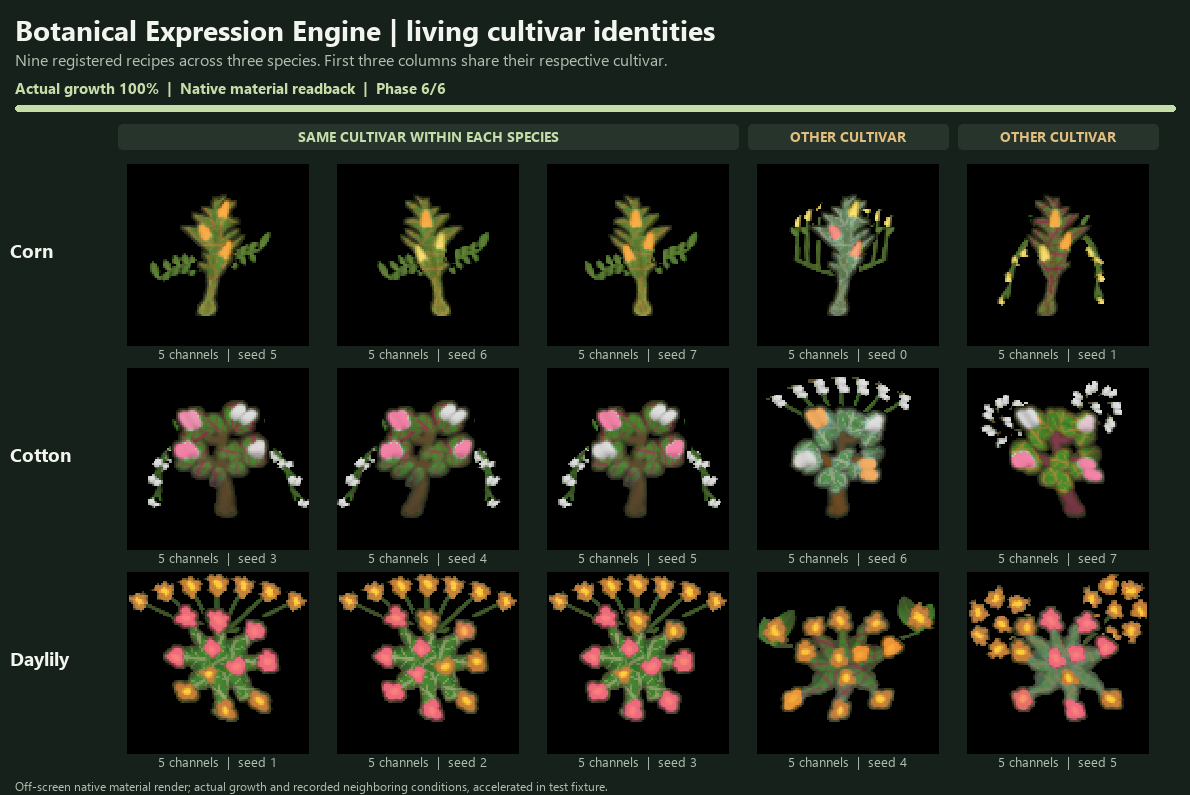 Botanical Expression Engine | living cultivar identities
Nine registered recipes across three species. First three columns share their respective cultivar.
Actual growth 100% | Native material readback | Phase 6/6
SAME CULTIVAR WITHIN EACH SPECIES
OTHER CULTIVAR
OTHER CULTIVAR
Corn
5 channels | seed 5
5 channels | seed 6
5 channels | seed 7
5 channels | seed 0
5 channels | seed 1
Cotton
5 channels | seed 3
5 channels | seed 4
5 channels | seed 5
5 channels | seed 6
5 channels | seed 7
Daylily
5 channels | seed 1
5 channels | seed 2
5 channels | seed 3
5 channels | seed 4
5 channels | seed 5
Off-screen native material render; actual growth and recorded neighboring conditions, accelerated in test fixture.